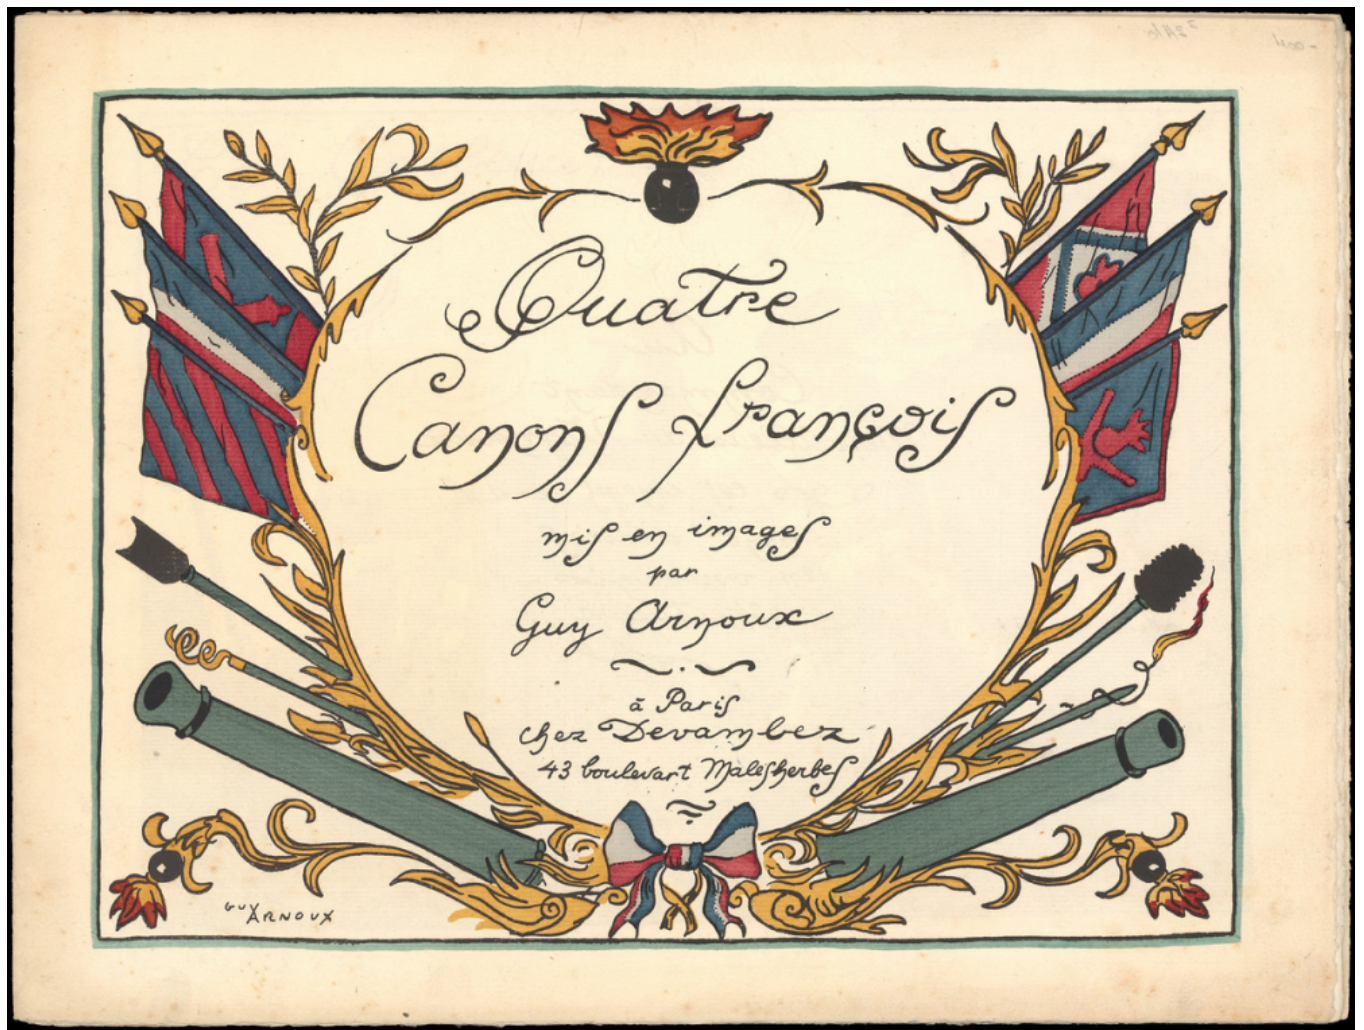 Quatre
Canons françois
mis en images
par
Guy Arnoux
à Paris
chez Devambez
43 boulevart Malesherbes
GUY
ARNOUX